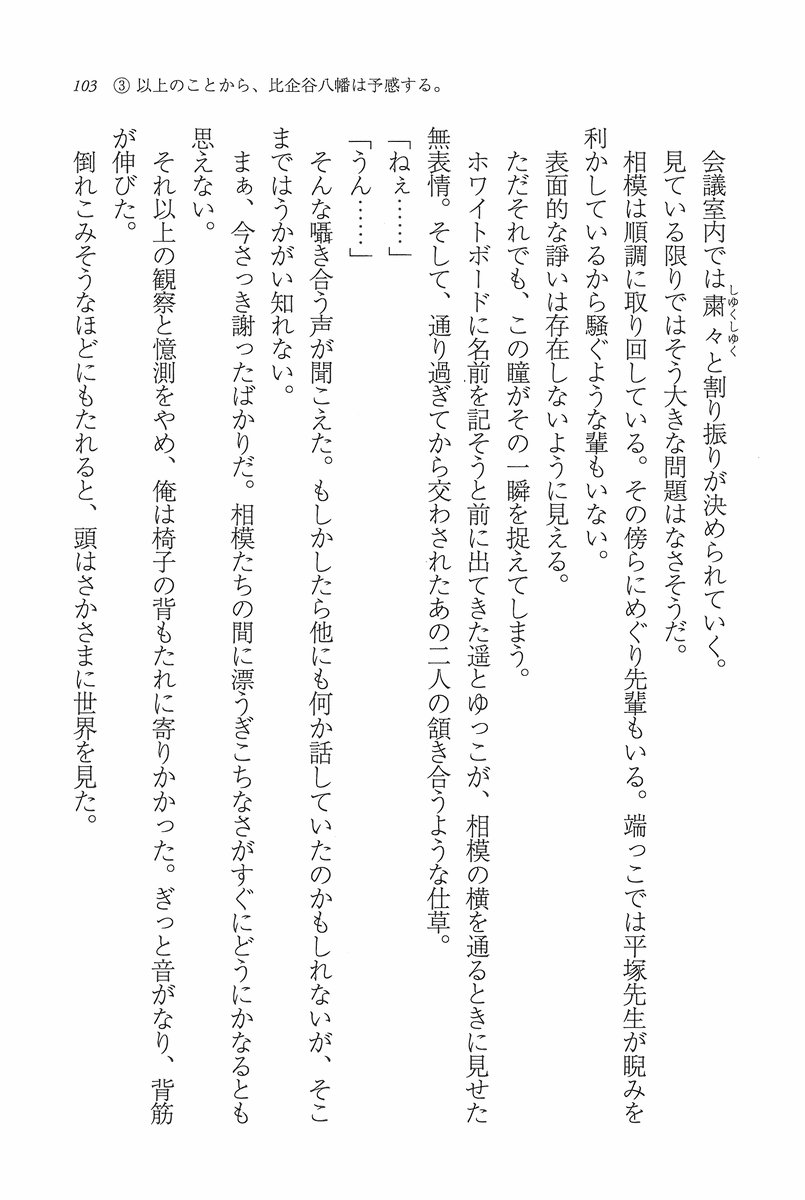 103 ③ 以上のことから、比企谷八幡は予感する。
会議室内では粛々と割り振りが決められていく。
しゅくしゅく
見ている限りではそう大きな問題はなさそうだ。
相模は順調に取り回している。その傍らにめぐり先輩もいる。端っこでは平塚先生が睨みを
利かしているから騒ぐような輩もいない。
表面的な諍いは存在しないように見える。
ただそれでも、この瞳がその一瞬を捉えてしまう。
ホワイトボードに名前を記そうと前に出てきた遥とゆっこが、相模の横を通るときに見せた
無表情。そして、通り過ぎてから交わされたあの二人の頷き合うような仕草。
「ねぇ……」
「うん……」
そんな囁き合う声が聞こえた。もしかしたら他にも何か話していたのかもしれないが、そこ
まではうかがい知れない。
まぁ、今さっき謝ったばかりだ。相模たちの間に漂うぎこちなさがすぐにどうにかなるとも
思えない。
それ以上の観察と憶測をやめ、俺は椅子の背もたれに寄りかかった。ぎっと音がなり、背筋
が伸びた。
倒れこみそうなほどにもたれると、頭はさかさまに世界を見た。